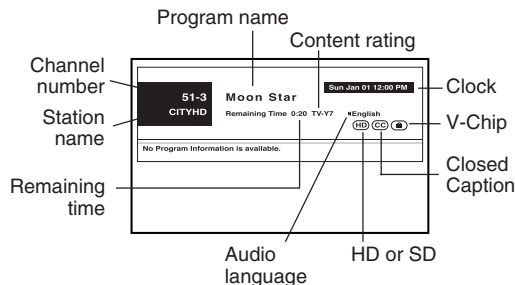 Program name
Content rating
Channel
number
Station
name
51-3
CITYHD
Moon Star
Remaining Time 0:20 TV-Y7
Sun Jan 01 12:00 PM
English
HD CC
No Program Information is available.
Clock
V-Chip
Closed
Caption
Remaining
time
Audio
language
HD or SD